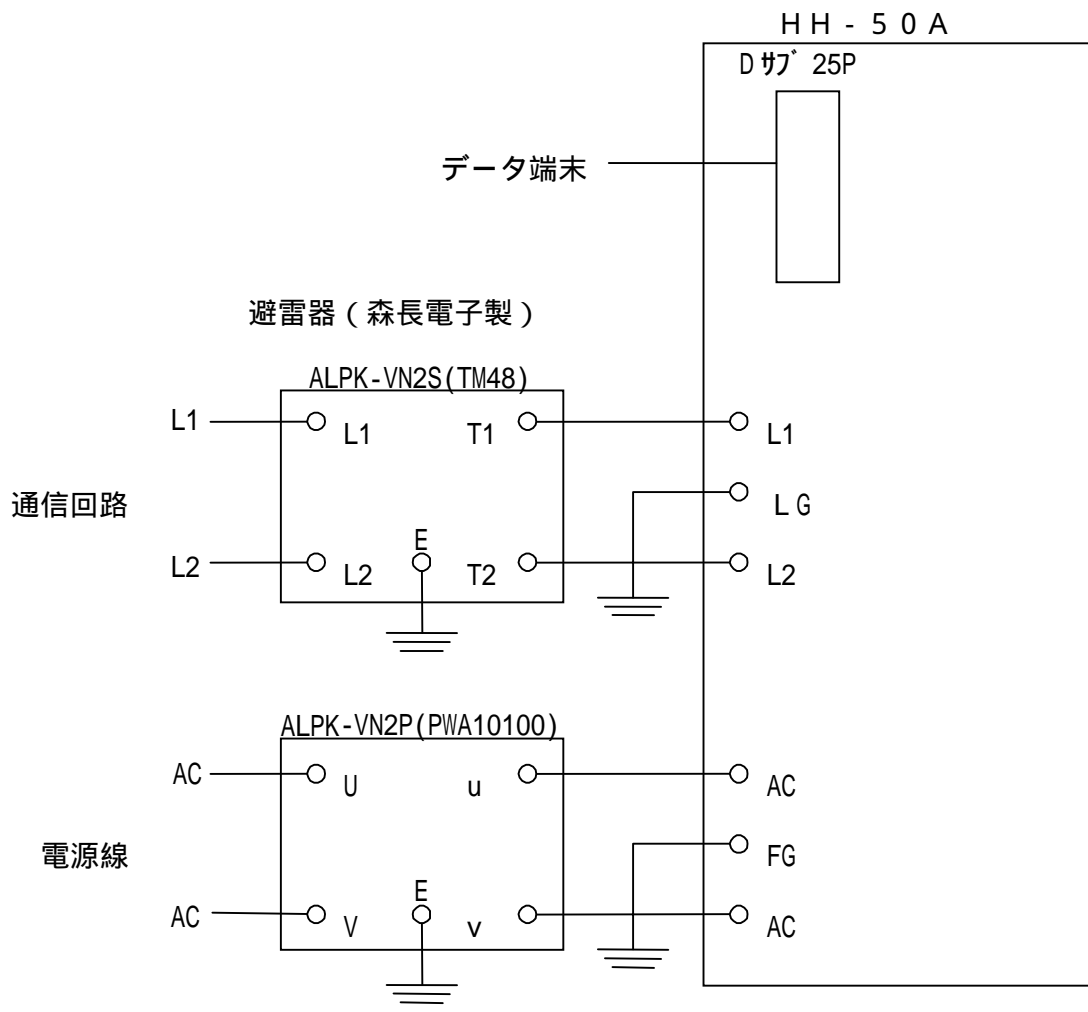 HH-50A
Dｻﾌﾞ 25P
データ端末
避雷器(森長電子製)
ALPK-VN2S(TM48)
L1
L1
T1
L1
通信回路
LG
E
L2
L2
T2
L2
ALPK-VN2P(PWA10100)
AC
U
u
AC
電源線
FG
E
AC
V
v
AC